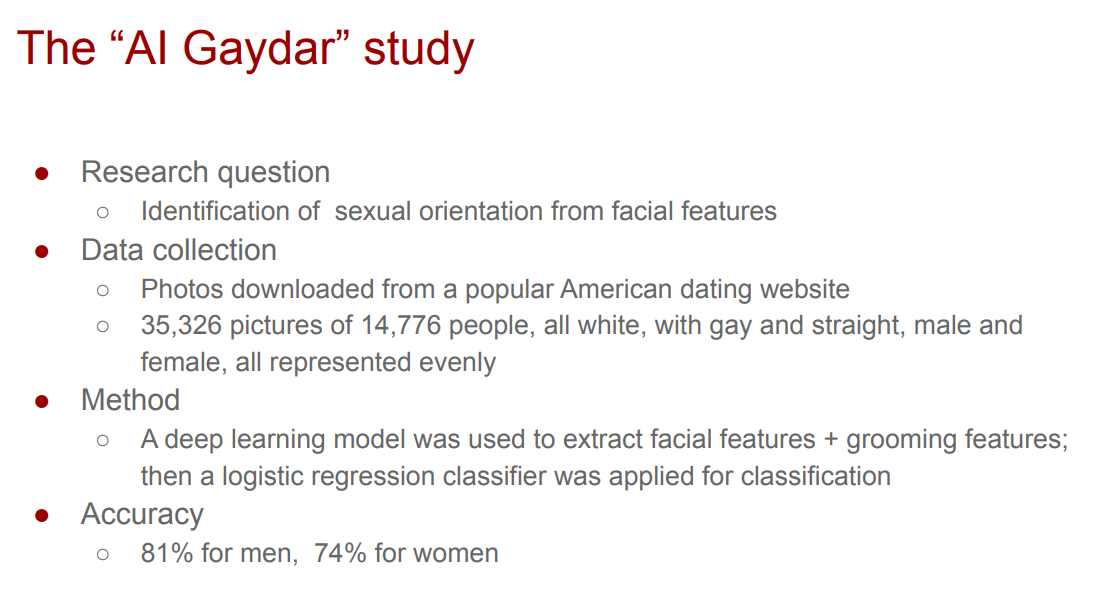 The “AI Gaydar” study
● Research question
○ Identification of  sexual orientation from facial features
● Data collection
○ Photos downloaded from a popular American dating website
○ 35,326 pictures of 14,776 people, all white, with gay and straight, male and
female, all represented evenly
● Method
○ A deep learning model was used to extract facial features + grooming features;
then a logistic regression classifier was applied for classification
● Accuracy
○ 81% for men,  74% for women